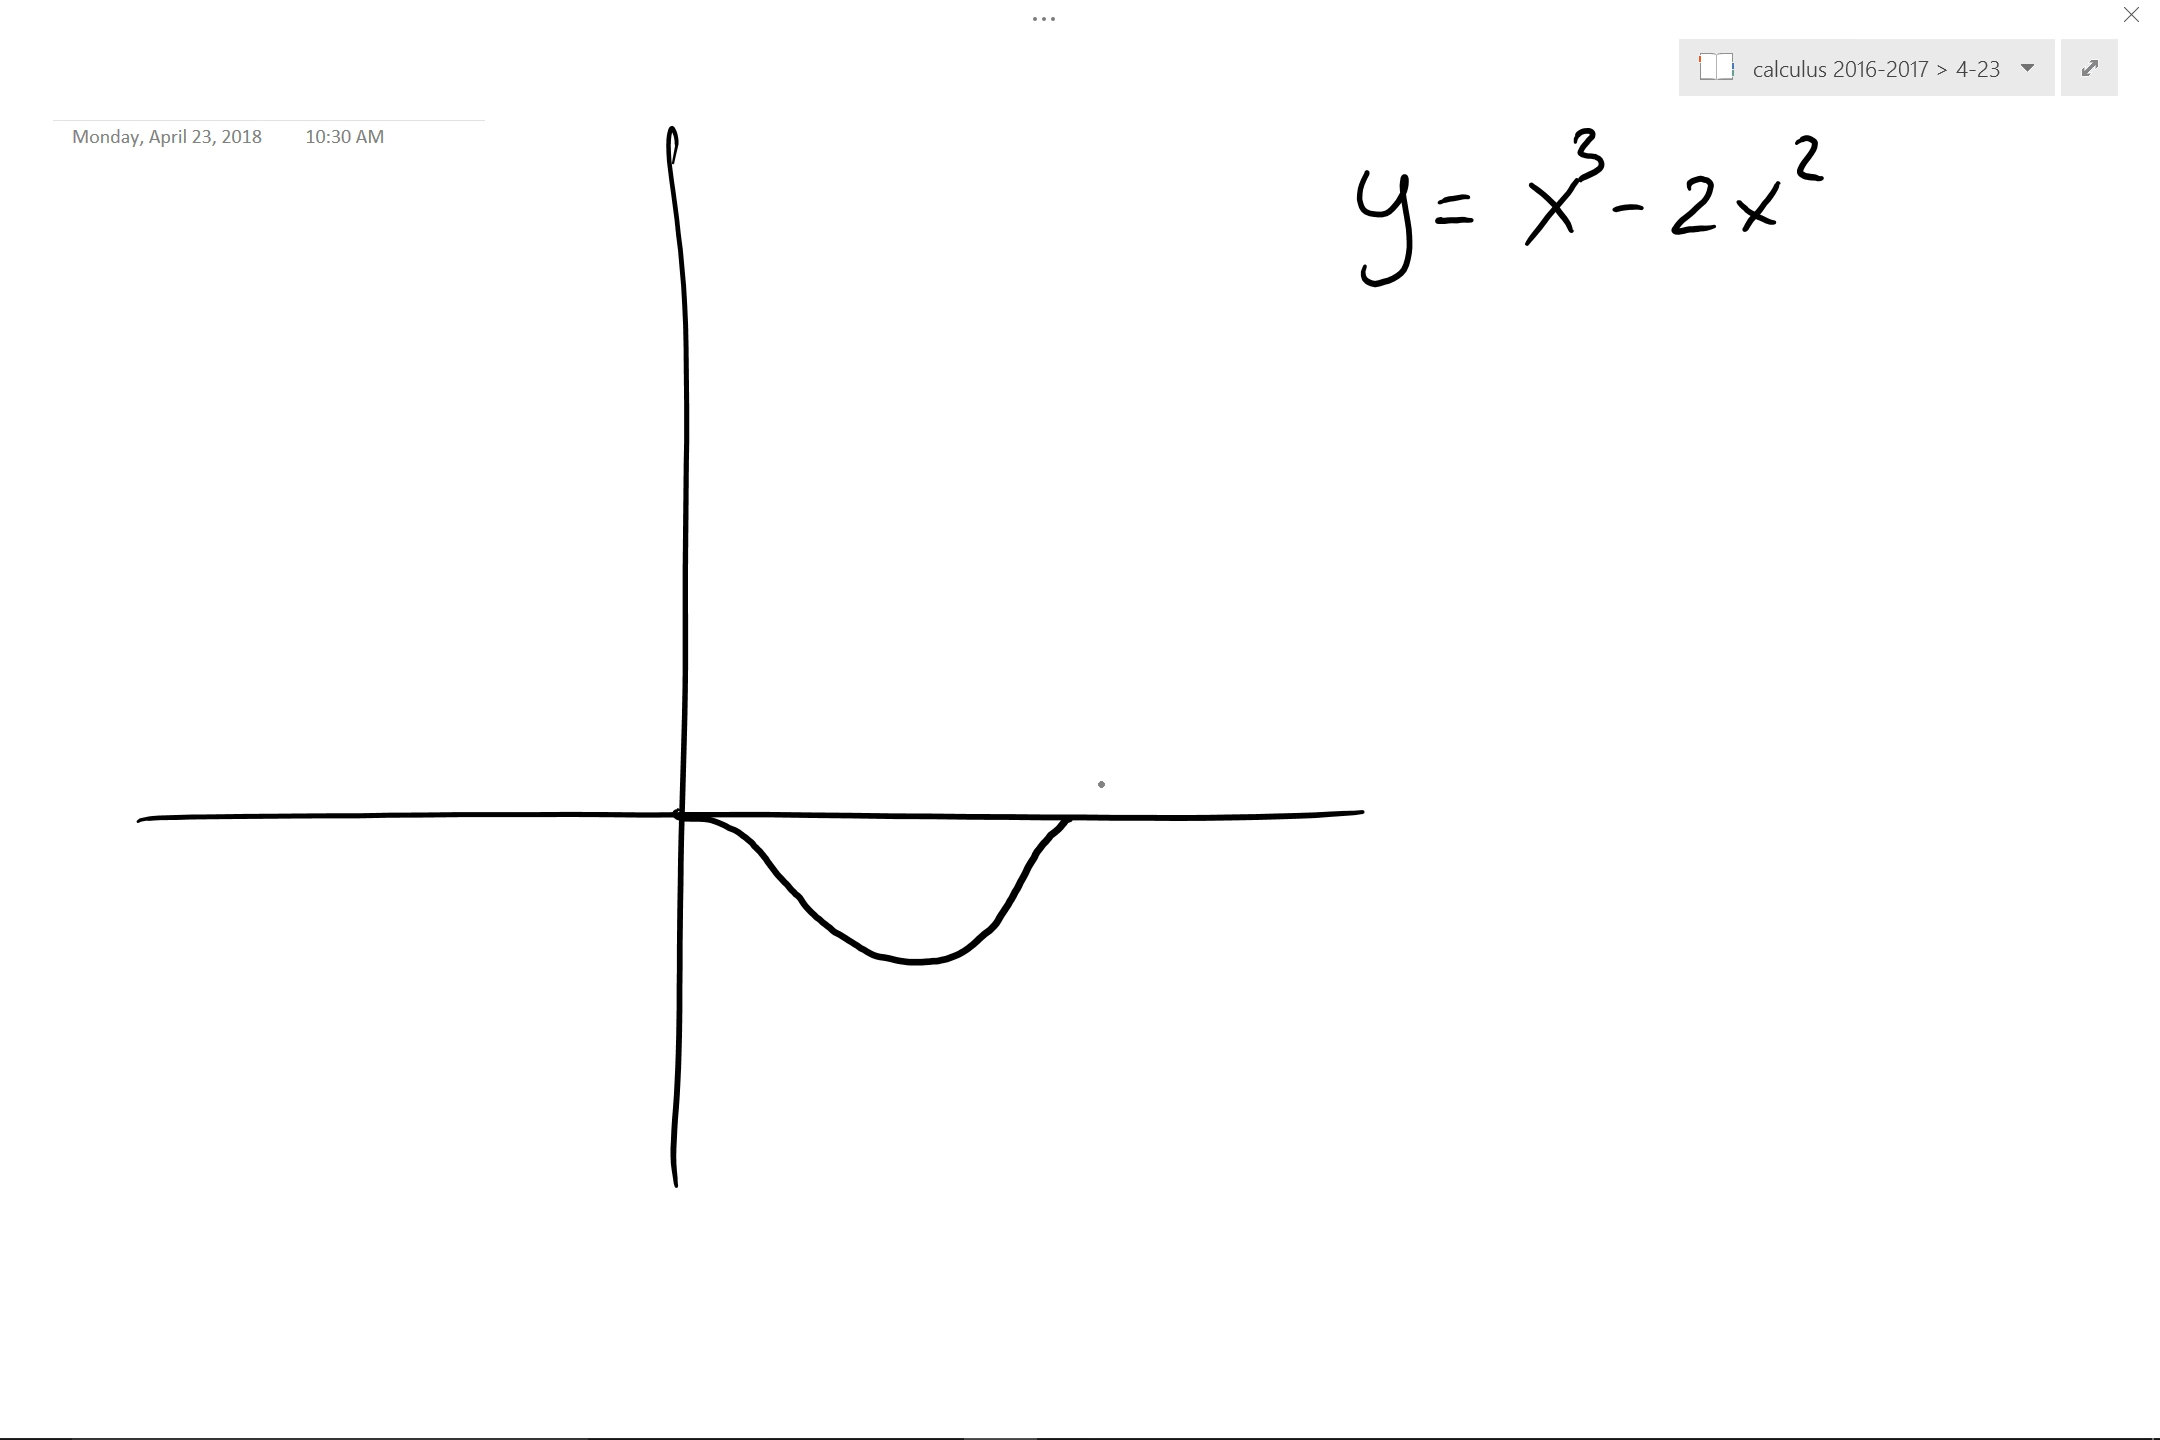 calculus 2016-2017 > 4-23
Monday, April 23, 2018 10:30 AM
y = x³ - 2x²